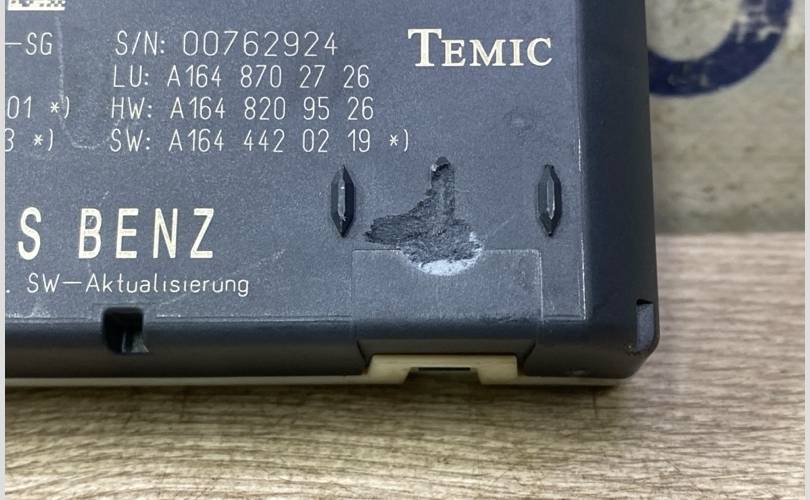 -SG S/N: 00762924 TEMIC
LU: A164 870 27 26
01 *) HW: A164 820 95 26
3 *) SW: A164 442 02 19 *)
S BENZ
. SW-Aktualisierung